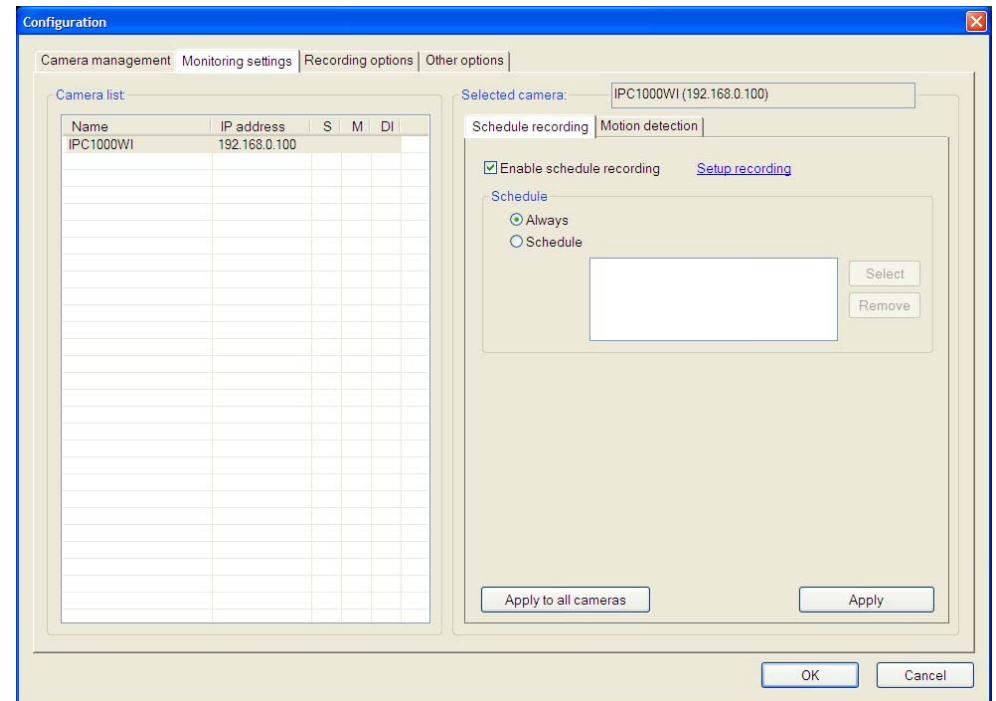 Configuration
Camera management Monitoring settings Recording options Other options
Camera list:
Name IP address S M DI
IPC1000WI 192.168.0.100
Selected camera: IPC1000WI (192.168.0.100)
Schedule recording Motion detection
Enable schedule recording Setup recording
Schedule
Always
Schedule
Select
Remove
Apply to all cameras Apply
OK Cancel